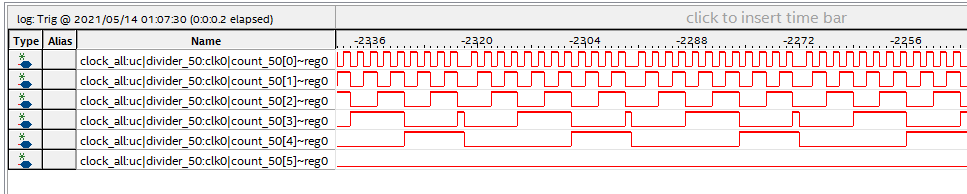 log: Trig @ 2021/05/14 01:07:30 (0:0:0.2 elapsed)
click to insert time bar
Type Alias Name
-2336 -2320 -2304 -2288 -2272 -2256
clock_all:uc|divider_50:clk0|count_50[0]~reg0
clock_all:uc|divider_50:clk0|count_50[1]~reg0
clock_all:uc|divider_50:clk0|count_50[2]~reg0
clock_all:uc|divider_50:clk0|count_50[3]~reg0
clock_all:uc|divider_50:clk0|count_50[4]~reg0
clock_all:uc|divider_50:clk0|count_50[5]~reg0